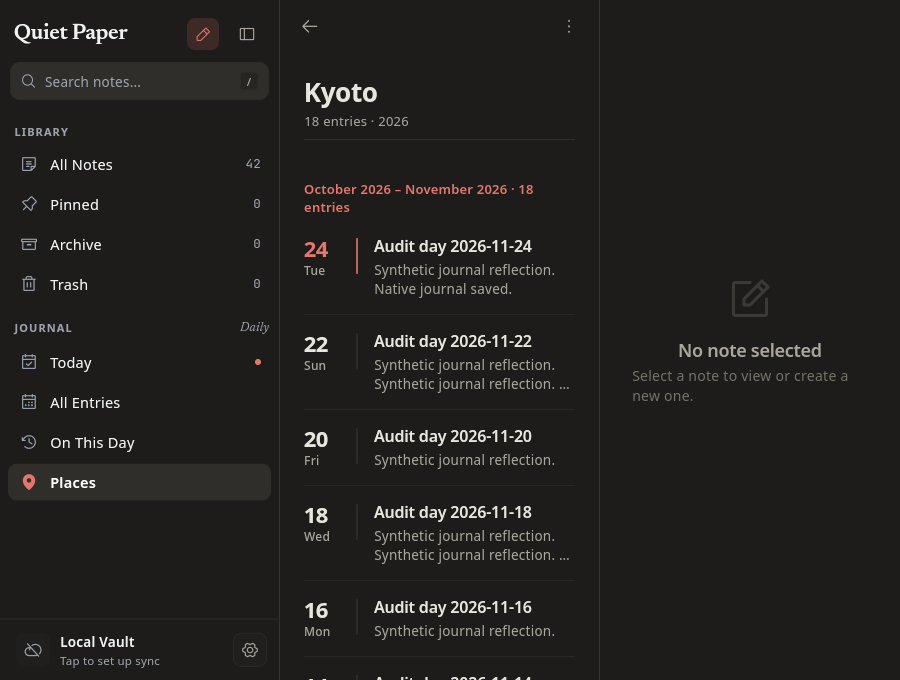 Quiet Paper
Search notes...
/
LIBRARY
All Notes
42
Pinned
0
Archive
0
Trash
0
JOURNAL
Daily
Today
All Entries
On This Day
Places
Local Vault
Tap to set up sync
Kyoto
18 entries · 2026
October 2026 – November 2026 · 18
entries
24
Tue
Audit day 2026-11-24
Synthetic journal reflection.
Native journal saved.
22
Sun
Audit day 2026-11-22
Synthetic journal reflection.
Synthetic journal reflection. ...
20
Fri
Audit day 2026-11-20
Synthetic journal reflection.
18
Wed
Audit day 2026-11-18
Synthetic journal reflection.
Synthetic journal reflection. ...
16
Mon
Audit day 2026-11-16
Synthetic journal reflection.
No note selected
Select a note to view or create a
new one.